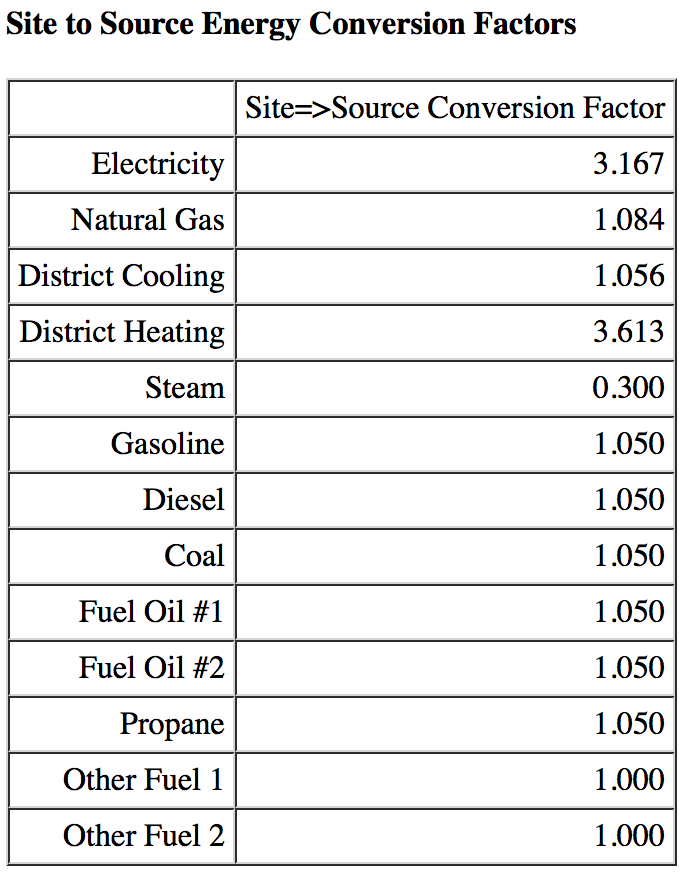 Site to Source Energy Conversion Factors
Site=>Source Conversion Factor
Electricity 3.167
Natural Gas 1.084
District Cooling 1.056
District Heating 3.613
Steam 0.300
Gasoline 1.050
Diesel 1.050
Coal 1.050
Fuel Oil #1 1.050
Fuel Oil #2 1.050
Propane 1.050
Other Fuel 1 1.000
Other Fuel 2 1.000